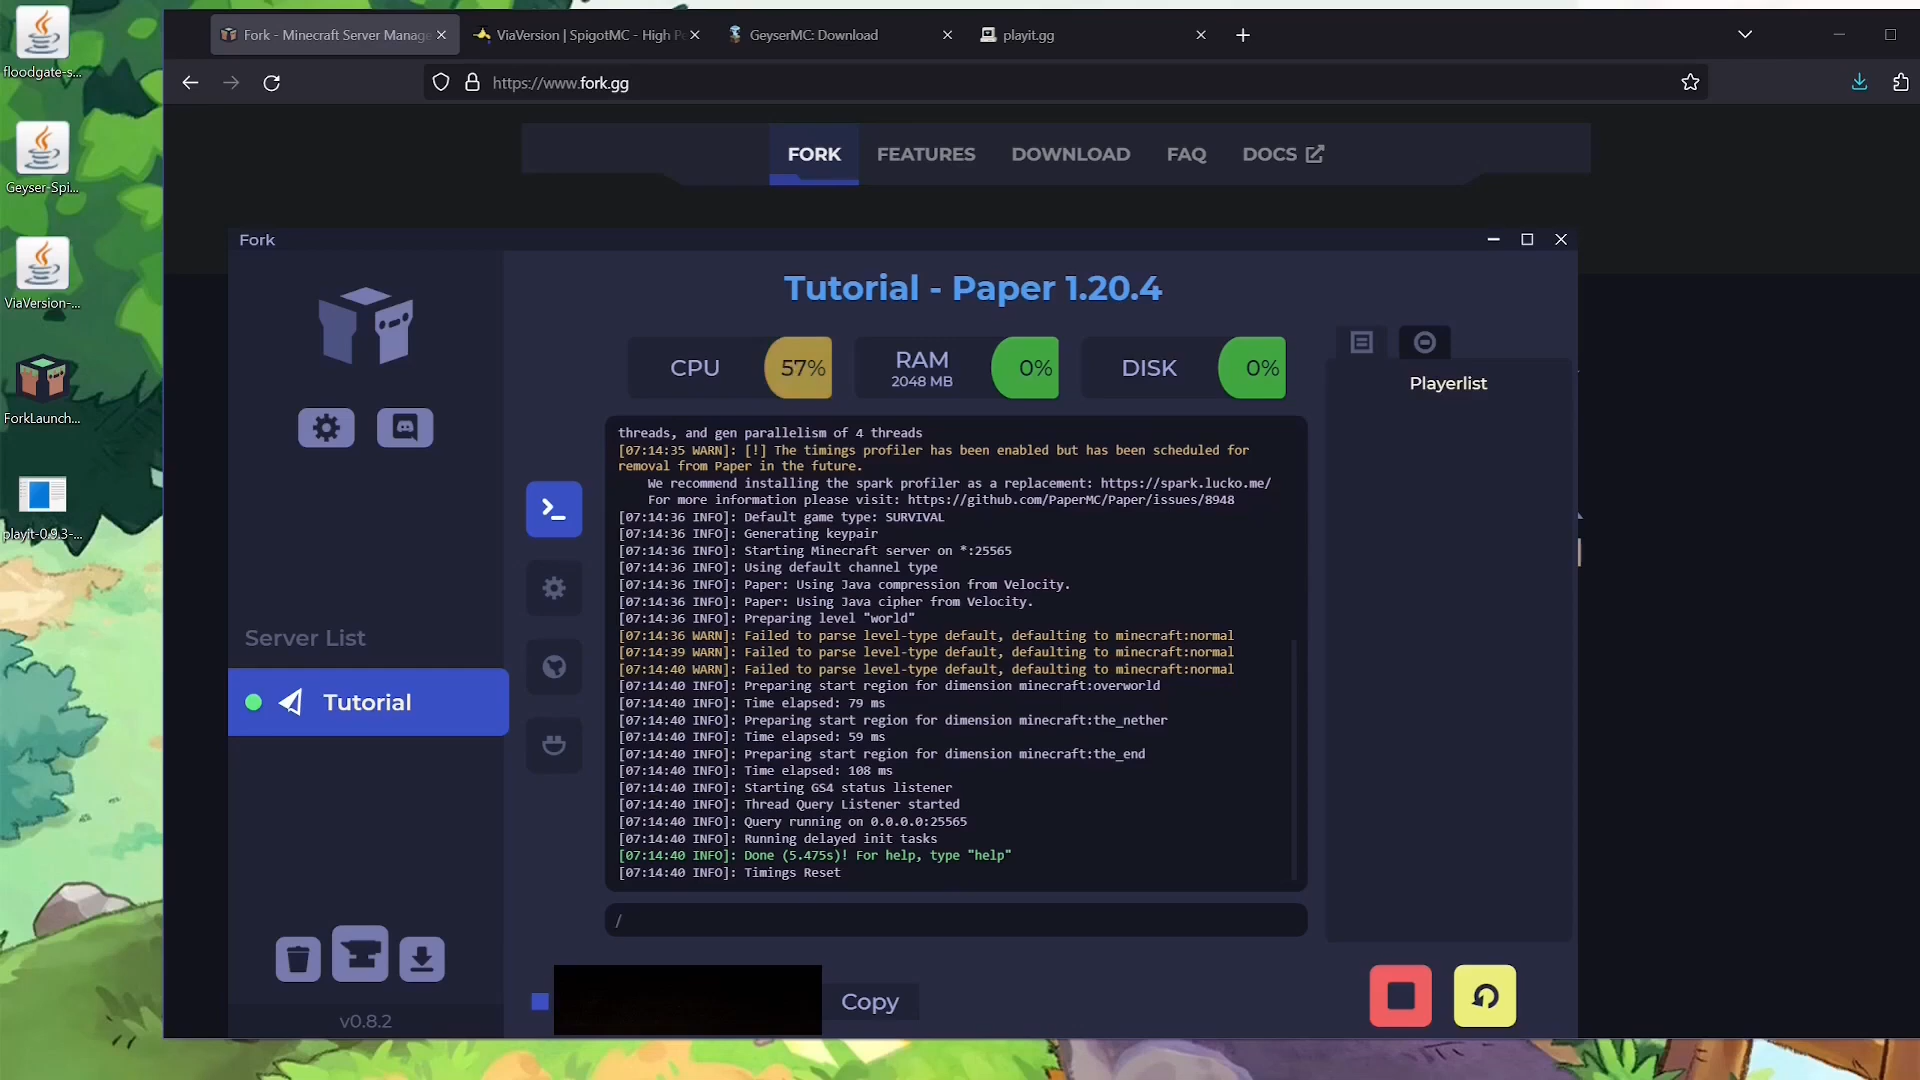 floodgate-s...
Geyser-Spi...
ViaVersion-...
ForkLaunch...
playit-0.9.3-...
Fork - Minecraft Server Manage
ViaVersion | SpigotMC - High P
GeyserMC: Download
playit.gg
https://www.fork.gg
FORK
FEATURES
DOWNLOAD
FAQ
DOCS
Fork
Server List
Tutorial
v0.8.2
Tutorial - Paper 1.20.4
CPU
57%
RAM
2048 MB
0%
DISK
0%
threads, and gen parallelism of 4 threads
[07:14:35 WARN]: [!] The timings profiler has been enabled but has been scheduled for
removal from Paper in the future.
We recommend installing the spark profiler as a replacement: https://spark.lucko.me/
For more information please visit: https://github.com/PaperMC/Paper/issues/8948
[07:14:36 INFO]: Default game type: SURVIVAL
[07:14:36 INFO]: Generating keypair
[07:14:36 INFO]: Starting Minecraft server on *:25565
[07:14:36 INFO]: Using default channel type
[07:14:36 INFO]: Paper: Using Java compression from Velocity.
[07:14:36 INFO]: Paper: Using Java cipher from Velocity.
[07:14:36 INFO]: Preparing level "world"
[07:14:36 WARN]: Failed to parse level-type default, defaulting to minecraft:normal
[07:14:39 WARN]: Failed to parse level-type default, defaulting to minecraft:normal
[07:14:40 WARN]: Failed to parse level-type default, defaulting to minecraft:normal
[07:14:40 INFO]: Preparing start region for dimension minecraft:overworld
[07:14:40 INFO]: Time elapsed: 79 ms
[07:14:40 INFO]: Preparing start region for dimension minecraft:the_nether
[07:14:40 INFO]: Time elapsed: 59 ms
[07:14:40 INFO]: Preparing start region for dimension minecraft:the_end
[07:14:40 INFO]: Time elapsed: 108 ms
[07:14:40 INFO]: Starting GS4 status listener
[07:14:40 INFO]: Thread Query Listener started
[07:14:40 INFO]: Query running on 0.0.0.0:25565
[07:14:40 INFO]: Running delayed init tasks
[07:14:40 INFO]: Done (5.475s)! For help, type "help"
[07:14:40 INFO]: Timings Reset
/
Copy
Playerlist